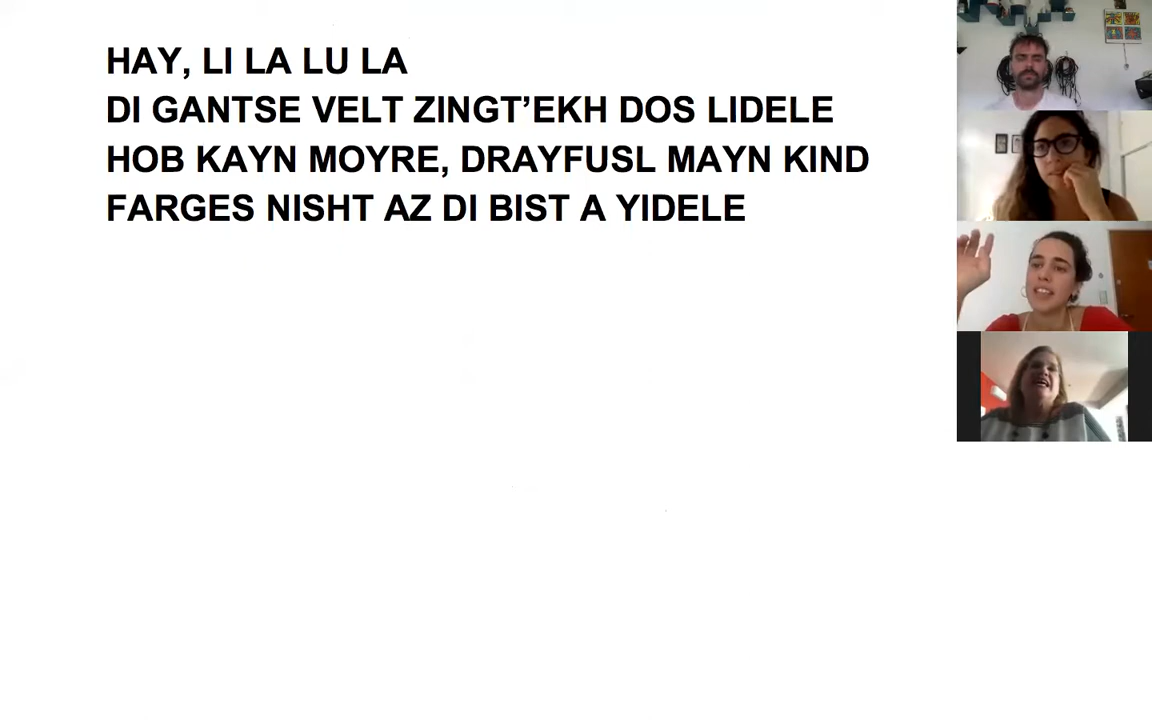 HAY, LI LA LU LA
DI GANTSE VELT ZINGT’EKH DOS LIDELE
HOB KAYN MOYRE, DRAYFUSL MAYN KIND
FARGES NISHT AZ DI BIST A YIDELE